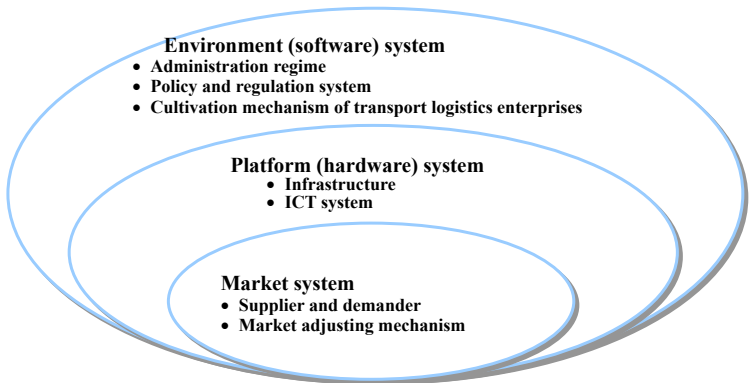 Environment (software) system
• Administration regime
• Policy and regulation system
• Cultivation mechanism of transport logistics enterprises
Platform (hardware) system
• Infrastructure
• ICT system
Market system
• Supplier and demander
• Market adjusting mechanism